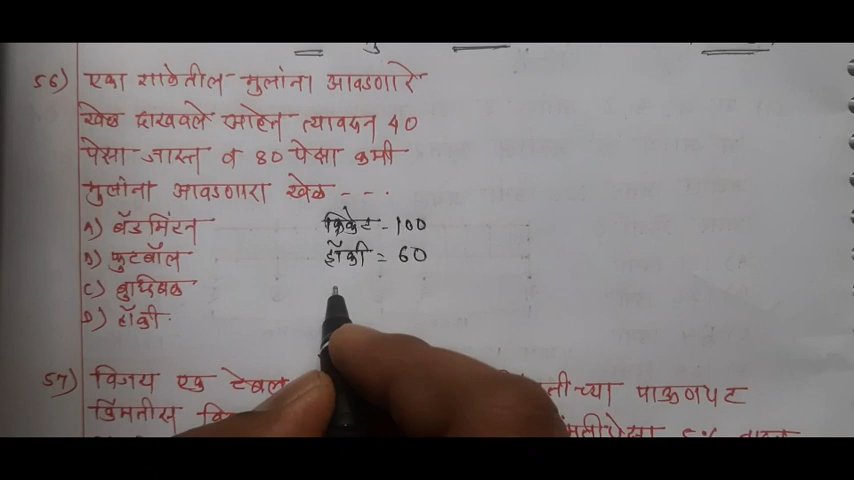 56) एका शाळेतील मुलांना आवडणारे
खेळ दाखवले आहेत त्यावरून 40
पेक्षा जास्त व 80 पेक्षा कमी
मुलांना आवडणारा खेळ - - -.
A) बॅडमिंटन
क्रिकेट - 100
B) फुटबॉल
हॉकी = 60
C) बुध्दिबळ
D) हॉकी.
57) विजय एक टेबल च्या पाऊणपट
किंमतीस वि